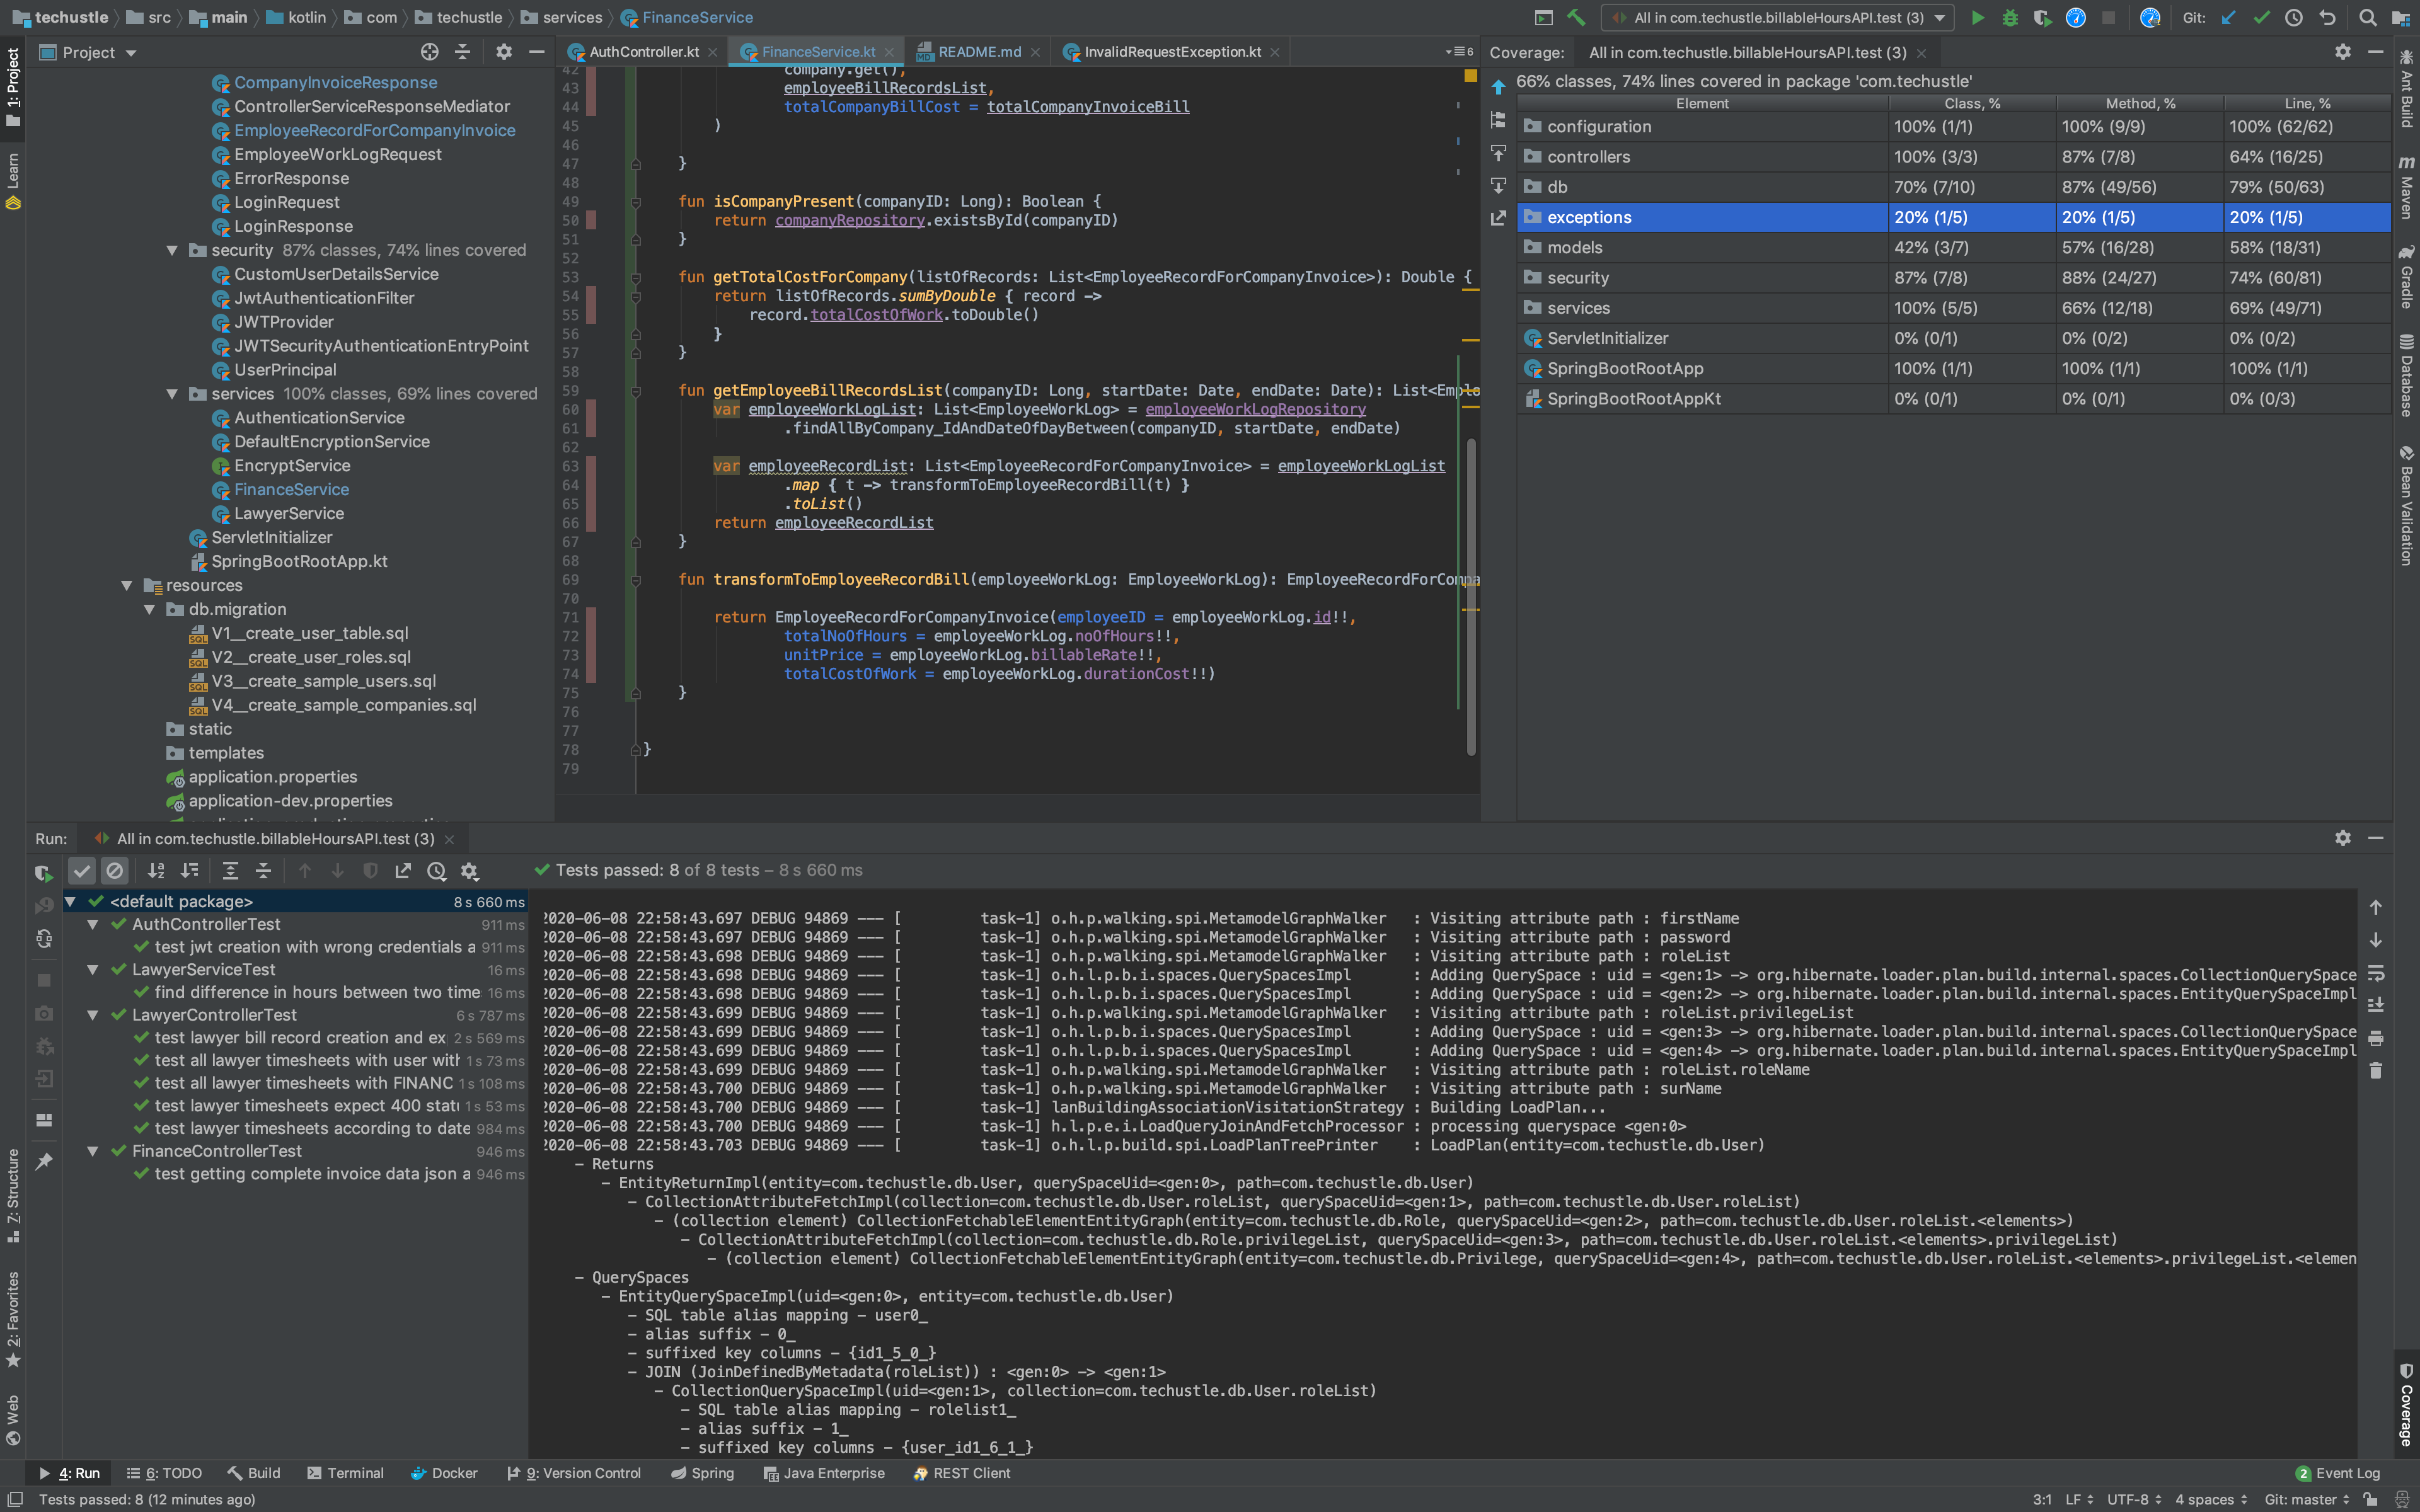 techustle src main kotlin com techustle services FinanceService
All in com.techustle.billableHoursAPI.test (3)
Git:
1: Project
Learn
7: Structure
2: Favorites
Web
Project
CompanyInvoiceResponse
ControllerServiceResponseMediator
EmployeeRecordForCompanyInvoice
EmployeeWorkLogRequest
ErrorResponse
LoginRequest
LoginResponse
security 87% classes, 74% lines covered
CustomUserDetailsService
JwtAuthenticationFilter
JWTProvider
JWTSecurityAuthenticationEntryPoint
UserPrincipal
services 100% classes, 69% lines covered
AuthenticationService
DefaultEncryptionService
EncryptService
FinanceService
LawyerService
ServletInitializer
SpringBootRootApp.kt
resources
db.migration
V1__create_user_table.sql
V2__create_user_roles.sql
V3__create_sample_users.sql
V4__create_sample_companies.sql
static
templates
application.properties
application-dev.properties
AuthController.kt FinanceService.kt README.md InvalidRequestException.kt 6
42 company.get(),
43 employeeBillRecordsList,
44 totalCompanyBillCost = totalCompanyInvoiceBill
45 )
46
47 }
48
49 fun isCompanyPresent(companyID: Long): Boolean {
50 return companyRepository.existsById(companyID)
51 }
52
53 fun getTotalCostForCompany(listOfRecords: List<EmployeeRecordForCompanyInvoice>): Double {
54 return listOfRecords.sumByDouble { record ->
55 record.totalCostOfWork.toDouble()
56 }
57 }
58
59 fun getEmployeeBillRecordsList(companyID: Long, startDate: Date, endDate: Date): List<Emplo
60 var employeeWorkLogList: List<EmployeeWorkLog> = employeeWorkLogRepository
61 .findAllByCompany_IdAndDateOfDayBetween(companyID, startDate, endDate)
62
63 var employeeRecordList: List<EmployeeRecordForCompanyInvoice> = employeeWorkLogList
64 .map { t -> transformToEmployeeRecordBill(t) }
65 .toList()
66 return employeeRecordList
67 }
68
69 fun transformToEmployeeRecordBill(employeeWorkLog: EmployeeWorkLog): EmployeeRecordForCompa
70
71 return EmployeeRecordForCompanyInvoice(employeeID = employeeWorkLog.id!!,
72 totalNoOfHours = employeeWorkLog.noOfHours!!,
73 unitPrice = employeeWorkLog.billableRate!!,
74 totalCostOfWork = employeeWorkLog.durationCost!!)
75 }
76
77
78 }
79
Coverage: All in com.techustle.billableHoursAPI.test (3)
66% classes, 74% lines covered in package 'com.techustle'
Element Class, % Method, % Line, %
configuration 100% (1/1) 100% (9/9) 100% (62/62)
controllers 100% (3/3) 87% (7/8) 64% (16/25)
db 70% (7/10) 87% (49/56) 79% (50/63)
exceptions 20% (1/5) 20% (1/5) 20% (1/5)
models 42% (3/7) 57% (16/28) 58% (18/31)
security 87% (7/8) 88% (24/27) 74% (60/81)
services 100% (5/5) 66% (12/18) 69% (49/71)
ServletInitializer 0% (0/1) 0% (0/2) 0% (0/2)
SpringBootRootApp 100% (1/1) 100% (1/1) 100% (1/1)
SpringBootRootAppKt 0% (0/1) 0% (0/1) 0% (0/3)
Ant Build
Maven
Gradle
Database
Bean Validation
Coverage
Run: All in com.techustle.billableHoursAPI.test (3)
Tests passed: 8 of 8 tests – 8 s 660 ms
<default package> 8 s 660 ms
AuthControllerTest 911 ms
test jwt creation with wrong credentials a 911 ms
LawyerServiceTest 16 ms
find difference in hours between two time 16 ms
LawyerControllerTest 6 s 787 ms
test lawyer bill record creation and ex 2 s 569 ms
test all lawyer timesheets with user with 1 s 73 ms
test all lawyer timesheets with FINANC 1 s 108 ms
test lawyer timesheets expect 400 statu 1 s 53 ms
test lawyer timesheets according to date 984 ms
FinanceControllerTest 946 ms
test getting complete invoice data json a 946 ms
2020-06-08 22:58:43.697 DEBUG 94869 --- [ task-1] o.h.p.walking.spi.MetamodelGraphWalker : Visiting attribute path : firstName
2020-06-08 22:58:43.697 DEBUG 94869 --- [ task-1] o.h.p.walking.spi.MetamodelGraphWalker : Visiting attribute path : password
2020-06-08 22:58:43.698 DEBUG 94869 --- [ task-1] o.h.p.walking.spi.MetamodelGraphWalker : Visiting attribute path : roleList
2020-06-08 22:58:43.698 DEBUG 94869 --- [ task-1] o.h.l.p.b.i.spaces.QuerySpacesImpl : Adding QuerySpace : uid = <gen:1> -> org.hibernate.loader.plan.build.internal.spaces.CollectionQuerySpace
2020-06-08 22:58:43.698 DEBUG 94869 --- [ task-1] o.h.l.p.b.i.spaces.QuerySpacesImpl : Adding QuerySpace : uid = <gen:2> -> org.hibernate.loader.plan.build.internal.spaces.EntityQuerySpaceImpl
2020-06-08 22:58:43.699 DEBUG 94869 --- [ task-1] o.h.p.walking.spi.MetamodelGraphWalker : Visiting attribute path : roleList.privilegeList
2020-06-08 22:58:43.699 DEBUG 94869 --- [ task-1] o.h.l.p.b.i.spaces.QuerySpacesImpl : Adding QuerySpace : uid = <gen:3> -> org.hibernate.loader.plan.build.internal.spaces.CollectionQuerySpace
2020-06-08 22:58:43.699 DEBUG 94869 --- [ task-1] o.h.l.p.b.i.spaces.QuerySpacesImpl : Adding QuerySpace : uid = <gen:4> -> org.hibernate.loader.plan.build.internal.spaces.EntityQuerySpaceImpl
2020-06-08 22:58:43.699 DEBUG 94869 --- [ task-1] o.h.p.walking.spi.MetamodelGraphWalker : Visiting attribute path : roleList.roleName
2020-06-08 22:58:43.700 DEBUG 94869 --- [ task-1] o.h.p.walking.spi.MetamodelGraphWalker : Visiting attribute path : surName
2020-06-08 22:58:43.700 DEBUG 94869 --- [ task-1] lanBuildingAssociationVisitationStrategy : Building LoadPlan...
2020-06-08 22:58:43.700 DEBUG 94869 --- [ task-1] h.l.p.e.i.LoadQueryJoinAndFetchProcessor : processing queryspace <gen:0>
2020-06-08 22:58:43.703 DEBUG 94869 --- [ task-1] o.h.l.p.build.spi.LoadPlanTreePrinter : LoadPlan(entity=com.techustle.db.User)
- Returns
- EntityReturnImpl(entity=com.techustle.db.User, querySpaceUid=<gen:0>, path=com.techustle.db.User)
- CollectionAttributeFetchImpl(collection=com.techustle.db.User.roleList, querySpaceUid=<gen:1>, path=com.techustle.db.User.roleList)
- (collection element) CollectionFetchableElementEntityGraph(entity=com.techustle.db.Role, querySpaceUid=<gen:2>, path=com.techustle.db.User.roleList.<elements>)
- CollectionAttributeFetchImpl(collection=com.techustle.db.Role.privilegeList, querySpaceUid=<gen:3>, path=com.techustle.db.User.roleList.<elements>.privilegeList)
- (collection element) CollectionFetchableElementEntityGraph(entity=com.techustle.db.Privilege, querySpaceUid=<gen:4>, path=com.techustle.db.User.roleList.<elements>.privilegeList.<elemen
- QuerySpaces
- EntityQuerySpaceImpl(uid=<gen:0>, entity=com.techustle.db.User)
- SQL table alias mapping - user0_
- alias suffix - 0_
- suffixed key columns - {id1_5_0_}
- JOIN (JoinDefinedByMetadata(roleList)) : <gen:0> -> <gen:1>
- CollectionQuerySpaceImpl(uid=<gen:1>, collection=com.techustle.db.User.roleList)
- SQL table alias mapping - rolelist1_
- alias suffix - 1_
- suffixed key columns - {user_id1_6_1_}
4: Run 6: TODO Build Terminal Docker 9: Version Control Spring Java Enterprise REST Client 2 Event Log
Tests passed: 8 (12 minutes ago) 3:1 LF UTF-8 4 spaces Git: master